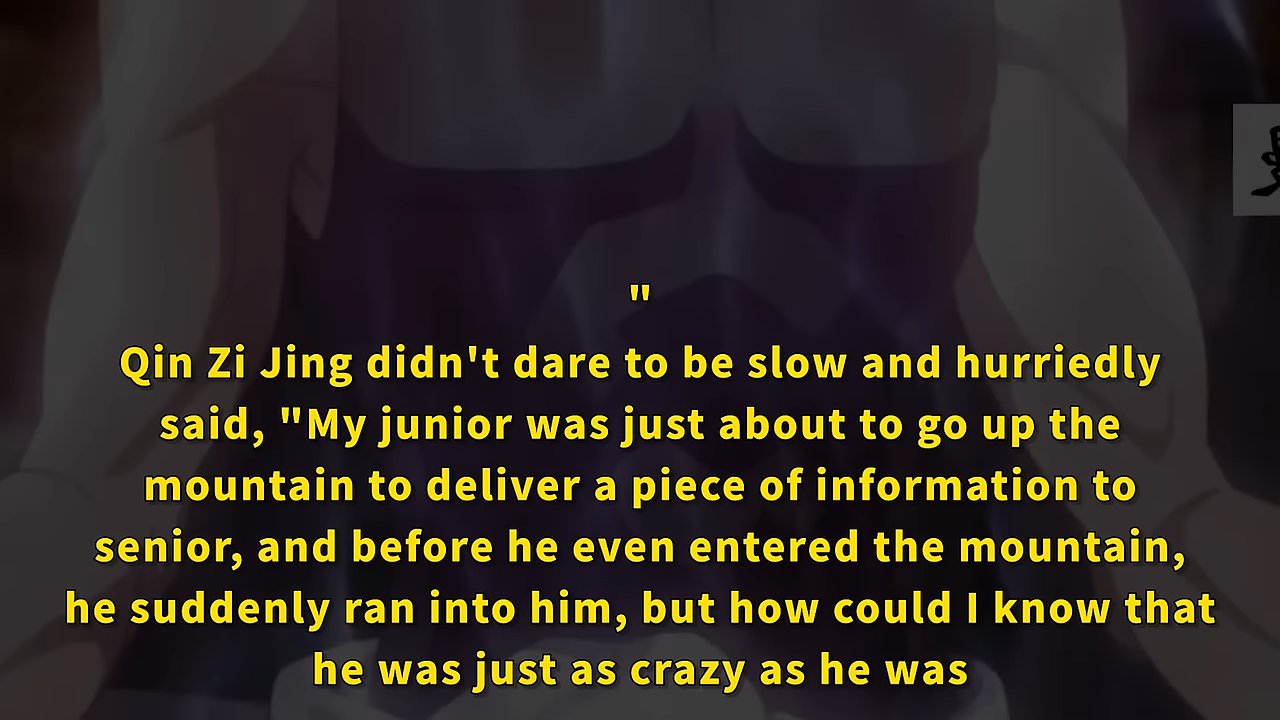 "
Qin Zi Jing didn't dare to be slow and hurriedly
said, "My junior was just about to go up the
mountain to deliver a piece of information to
senior, and before he even entered the mountain,
he suddenly ran into him, but how could I know that
he was just as crazy as he was